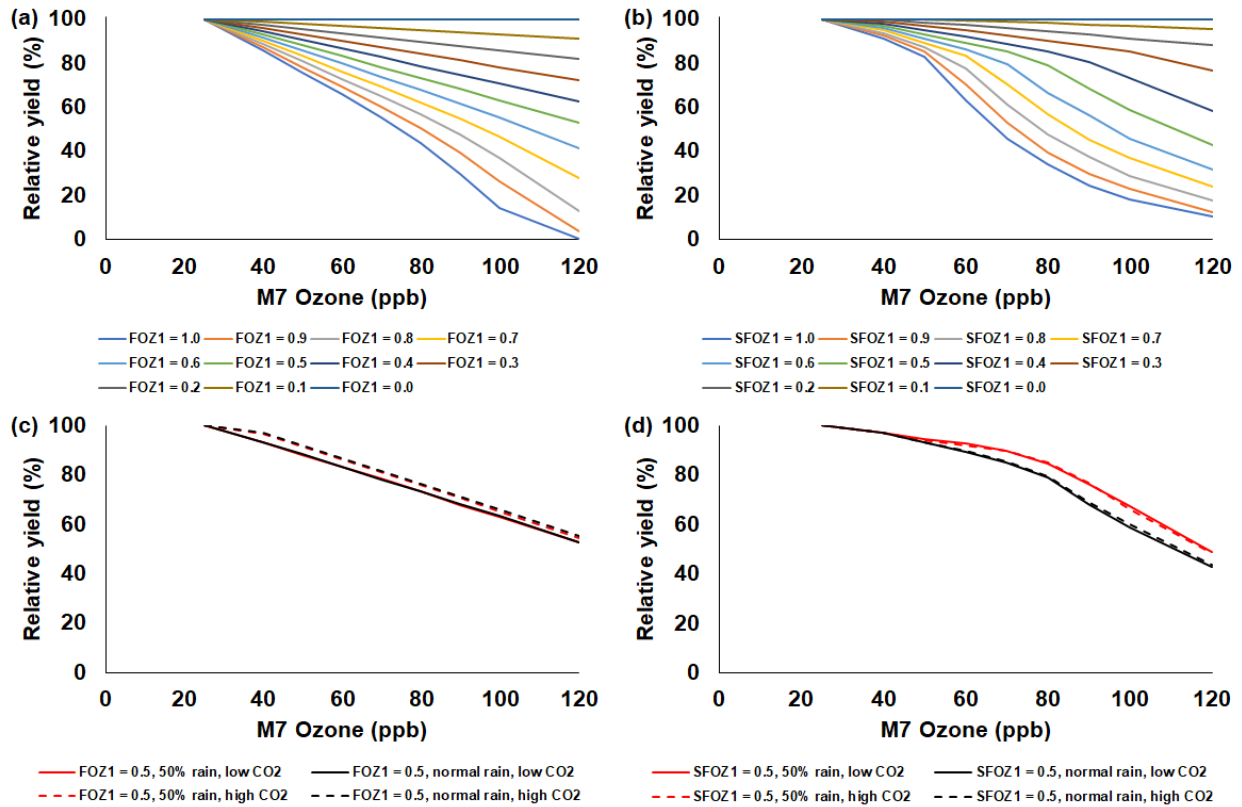 (a)
Relative yield (%)
100
80
60
40
20
0
0 20 40 60 80 100 120
M7 Ozone (ppb)
FOZ1 = 1.0 FOZ1 = 0.9 FOZ1 = 0.8 FOZ1 = 0.7
FOZ1 = 0.6 FOZ1 = 0.5 FOZ1 = 0.4 FOZ1 = 0.3
FOZ1 = 0.2 FOZ1 = 0.1 FOZ1 = 0.0
(b)
Relative yield (%)
100
80
60
40
20
0
0 20 40 60 80 100 120
M7 Ozone (ppb)
SFOZ1 = 1.0 SFOZ1 = 0.9 SFOZ1 = 0.8 SFOZ1 = 0.7
SFOZ1 = 0.6 SFOZ1 = 0.5 SFOZ1 = 0.4 SFOZ1 = 0.3
SFOZ1 = 0.2 SFOZ1 = 0.1 SFOZ1 = 0.0
(c)
Relative yield (%)
100
80
60
40
20
0
0 20 40 60 80 100 120
M7 Ozone (ppb)
FOZ1 = 0.5, 50% rain, low CO2 FOZ1 = 0.5, normal rain, low CO2
FOZ1 = 0.5, 50% rain, high CO2 FOZ1 = 0.5, normal rain, high CO2
(d)
Relative yield (%)
100
80
60
40
20
0
0 20 40 60 80 100 120
M7 Ozone (ppb)
SFOZ1 = 0.5, 50% rain, low CO2 SFOZ1 = 0.5, normal rain, low CO2
SFOZ1 = 0.5, 50% rain, high CO2 SFOZ1 = 0.5, normal rain, high CO2